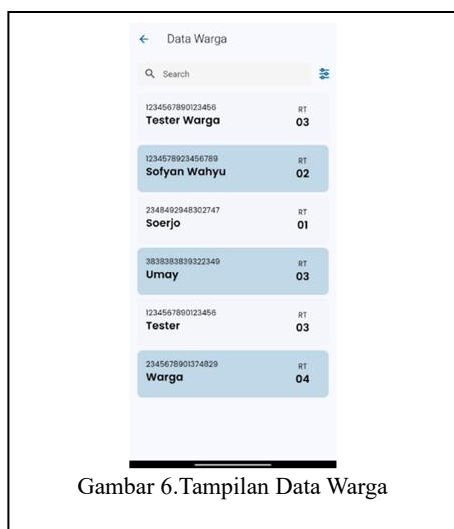 Data Warga
Search
1234567890123456
Tester Warga
RT
03
1234578923456789
Sofyan Wahyu
RT
02
2348492948302747
Soerjo
RT
01
3838383839322349
Umay
RT
03
1234567890123456
Tester
RT
03
2345678901374829
Warga
RT
04
Gambar 6.Tampilan Data Warga